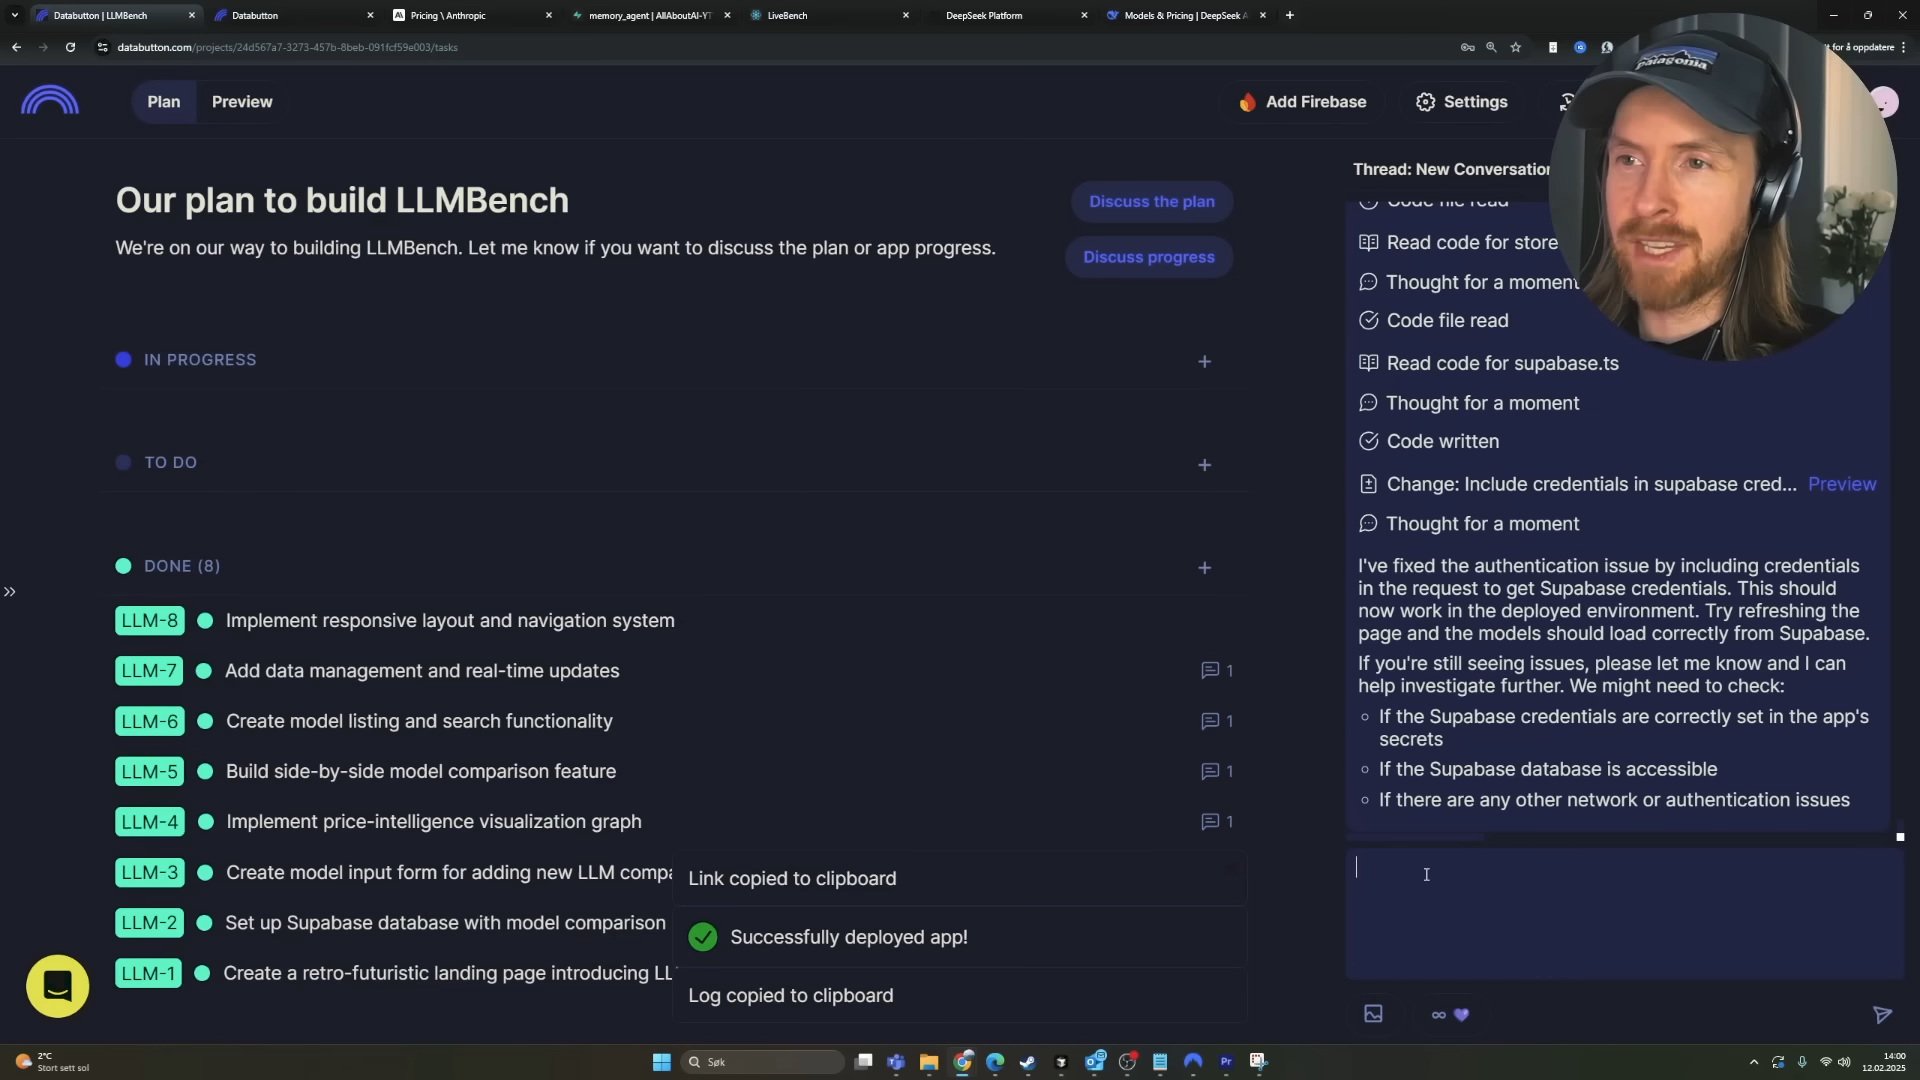 Databutton | LLMBench
Databutton
Pricing \ Anthropic
memory_agent | AllAboutAI-YT
LiveBench
DeepSeek Platform
Models & Pricing | DeepSeek A
databutton.com/projects/24d567a7-3273-457b-8beb-091fcf59e003/tasks
t for å oppdatere
Plan
Preview
Add Firebase
Settings
patagonia
Our plan to build LLMBench
We're on our way to building LLMBench. Let me know if you want to discuss the plan or app progress.
Discuss the plan
Discuss progress
IN PROGRESS
TO DO
DONE (8)
LLM-8 Implement responsive layout and navigation system
LLM-7 Add data management and real-time updates 1
LLM-6 Create model listing and search functionality 1
LLM-5 Build side-by-side model comparison feature 1
LLM-4 Implement price-intelligence visualization graph 1
LLM-3 Create model input form for adding new LLM compa
LLM-2 Set up Supabase database with model comparison
LLM-1 Create a retro-futuristic landing page introducing LL
Link copied to clipboard
Successfully deployed app!
Log copied to clipboard
Thread: New Conversation
Code file read
Read code for store
Thought for a moment
Code file read
Read code for supabase.ts
Thought for a moment
Code written
Change: Include credentials in supabase cred... Preview
Thought for a moment
I've fixed the authentication issue by including credentials
in the request to get Supabase credentials. This should
now work in the deployed environment. Try refreshing the
page and the models should load correctly from Supabase.
If you're still seeing issues, please let me know and I can
help investigate further. We might need to check:
If the Supabase credentials are correctly set in the app's
secrets
If the Supabase database is accessible
If there are any other network or authentication issues
2°C
Stort sett sol
Søk
Pr
14:00
12.02.2025